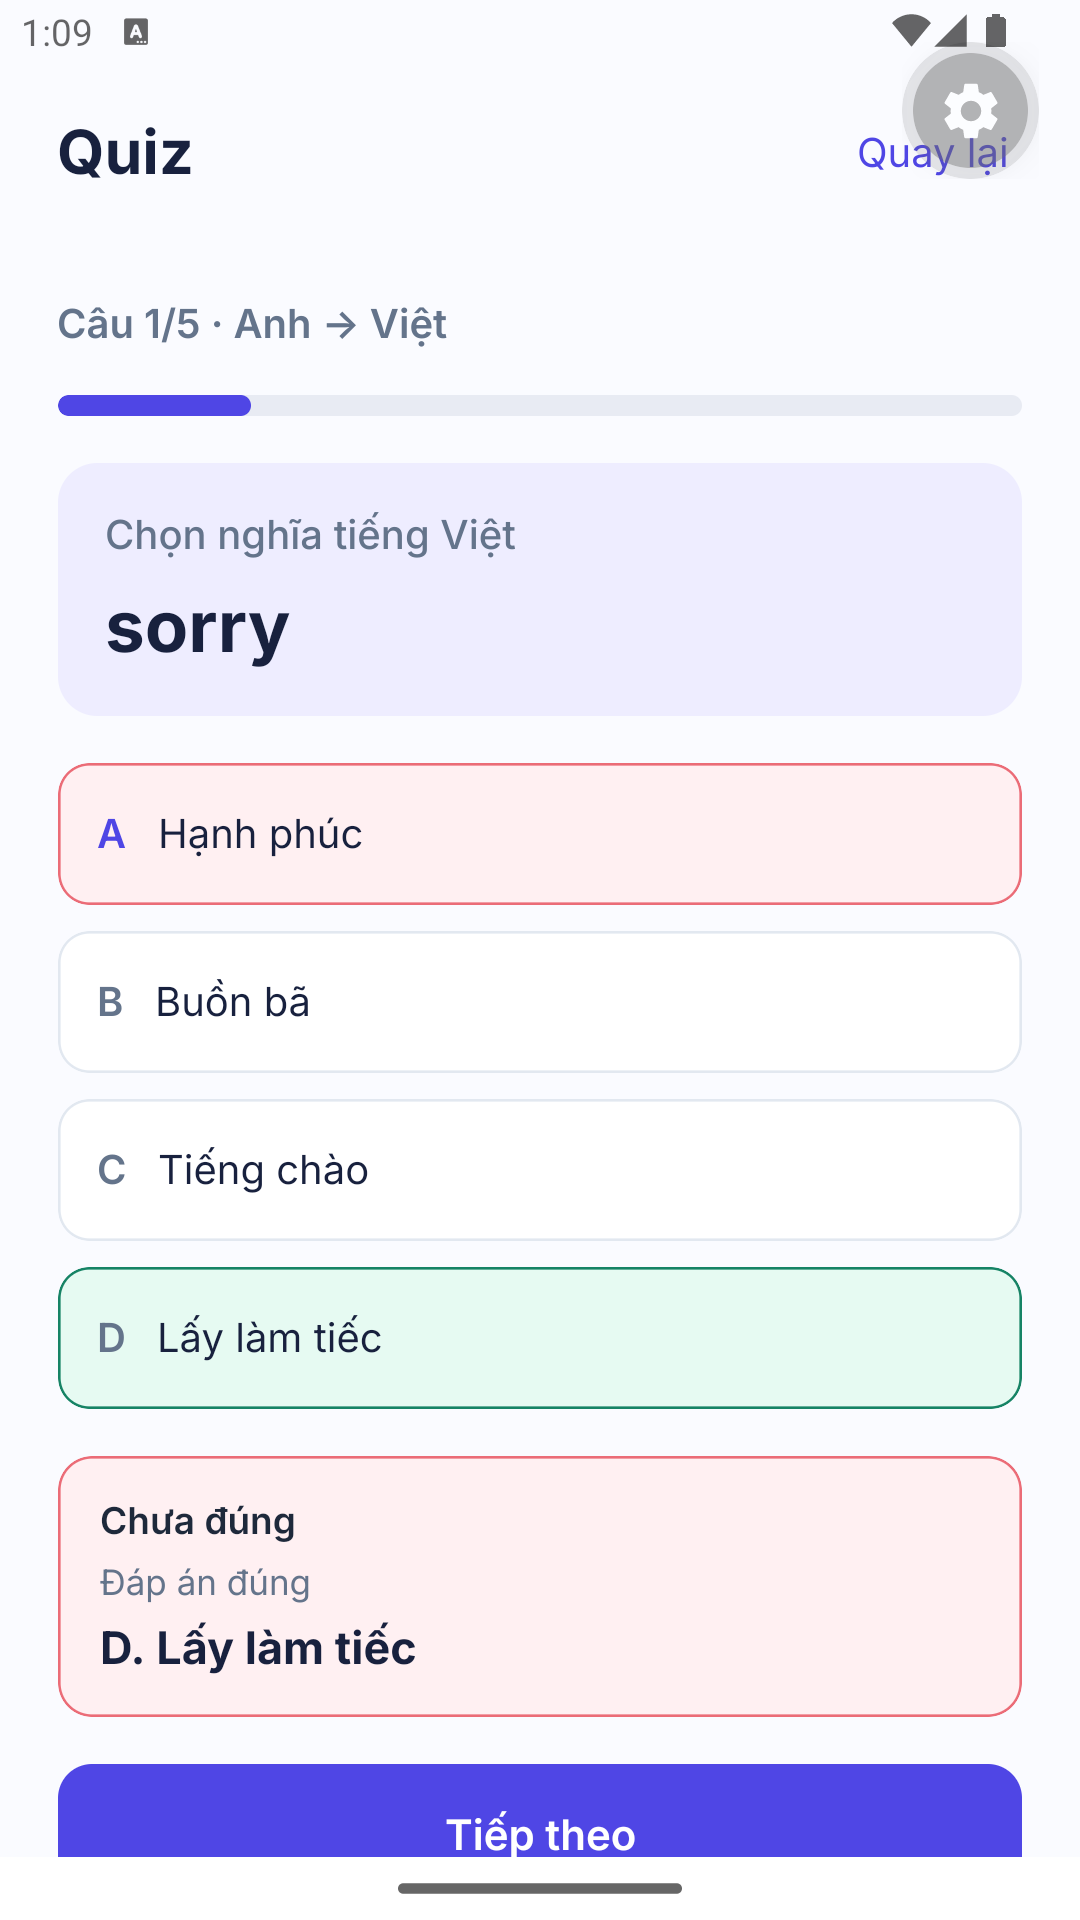 1:09
Quiz
Quay lại
Câu 1/5 · Anh → Việt
Chọn nghĩa tiếng Việt
sorry
A Hạnh phúc
B Buồn bã
C Tiếng chào
D Lấy làm tiếc
Chưa đúng
Đáp án đúng
D. Lấy làm tiếc
Tiếp theo